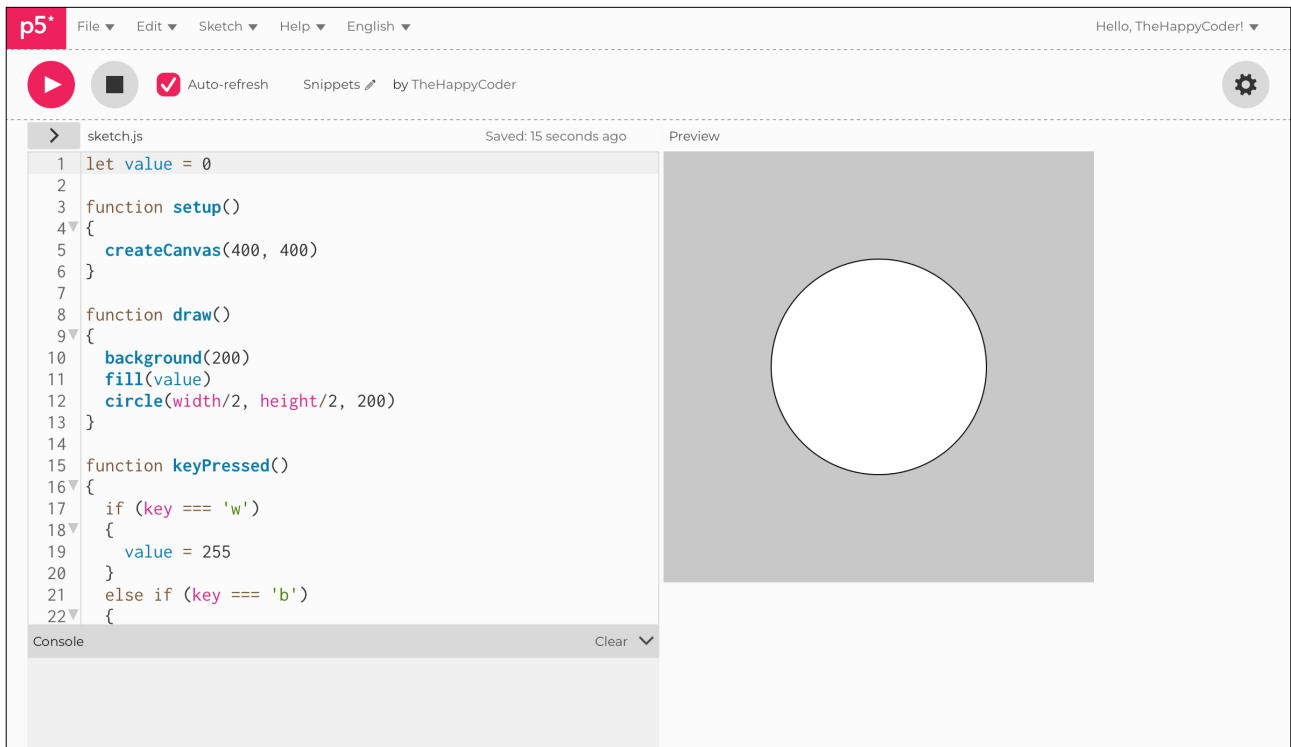 p5* File Edit Sketch Help English Hello, TheHappyCoder!
Auto-refresh Snippets by TheHappyCoder
sketch.js Saved: 15 seconds ago Preview
1 let value = 0
2
3 function setup()
4 {
5   createCanvas(400, 400)
6 }
7
8 function draw()
9 {
10   background(200)
11   fill(value)
12   circle(width/2, height/2, 200)
13 }
14
15 function keyPressed()
16 {
17   if (key === 'w')
18   {
19     value = 255
20   }
21   else if (key === 'b')
22   {
Console Clear